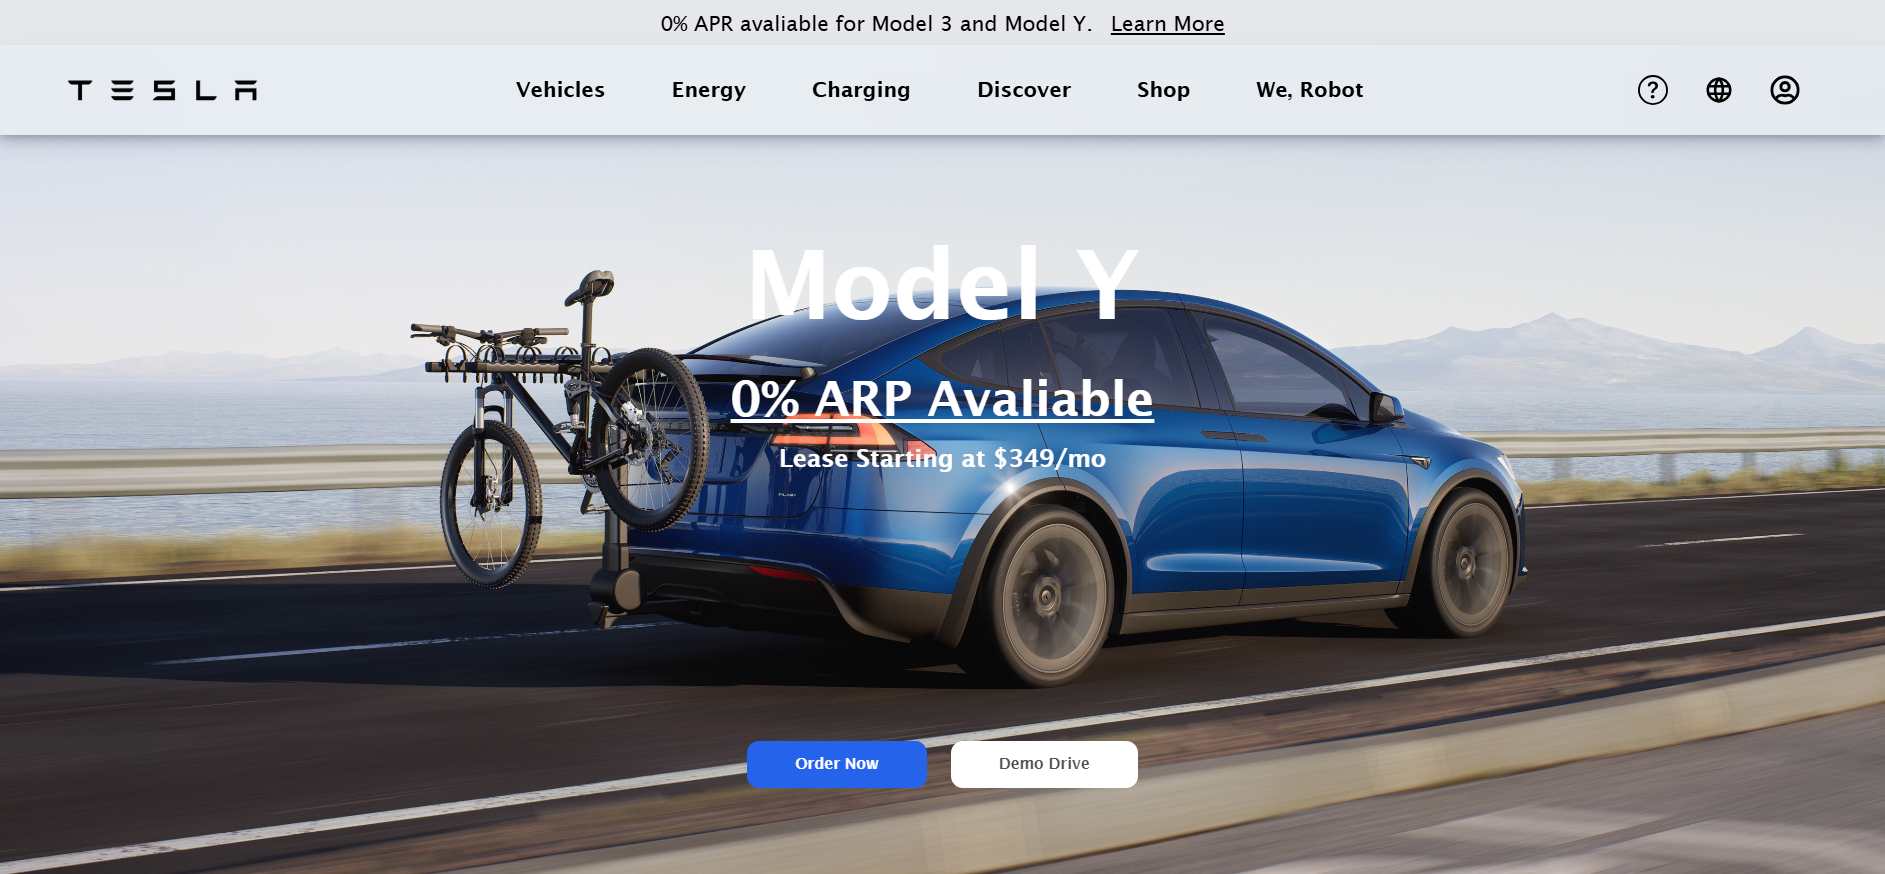 0% APR avaliable for Model 3 and Model Y. Learn More
TESLA Vehicles Energy Charging Discover Shop We, Robot
Model Y
0% ARP Avaliable
Lease Starting at $349/mo
Order Now Demo Drive